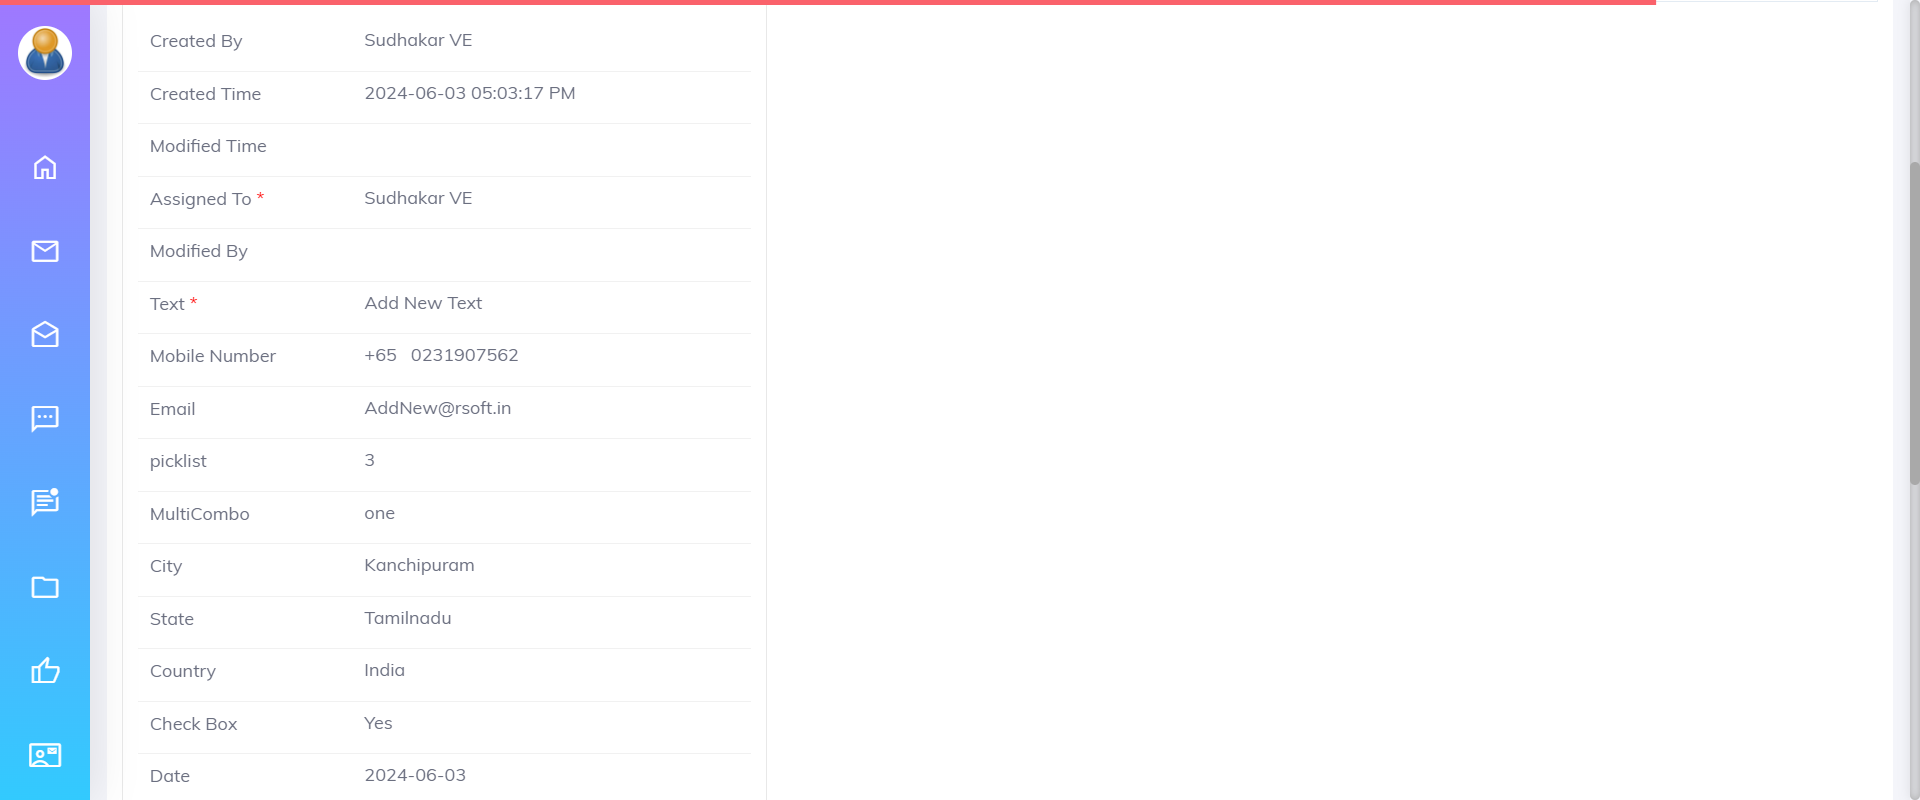 Created By Sudhakar VE
Created Time 2024-06-03 05:03:17 PM
Modified Time
Assigned To * Sudhakar VE
Modified By
Text * Add New Text
Mobile Number +65 0231907562
Email AddNew@rsoft.in
picklist 3
MultiCombo one
City Kanchipuram
State Tamilnadu
Country India
Check Box Yes
Date 2024-06-03